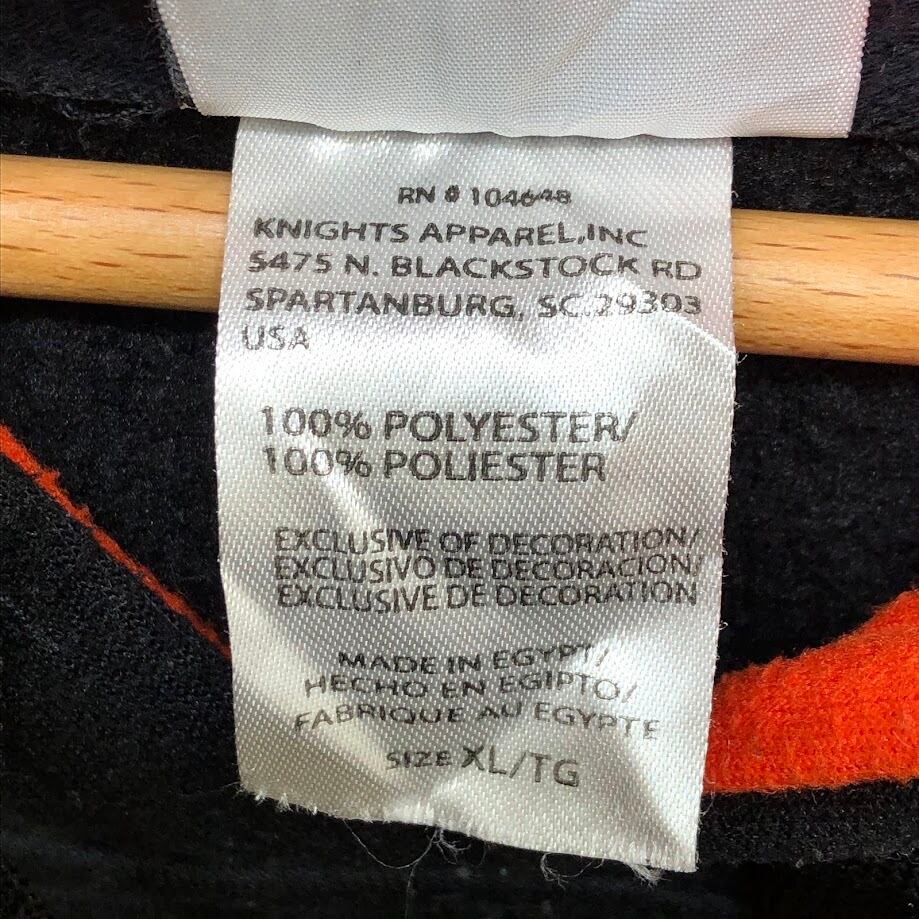 RN # 104648
KNIGHTS APPAREL,INC
5475 N. BLACKSTOCK RD
SPARTANBURG, SC.29303
USA
100% POLYESTER/
100% POLIESTER
EXCLUSIVE OF DECORATION/
EXCLUSIVO DE DECORACION/
EXCLUSIVE DE DECORATION
MADE IN EGYPT/
HECHO EN EGIPTO/
FABRIQUE AU EGYPTE
SIZE XL/TG